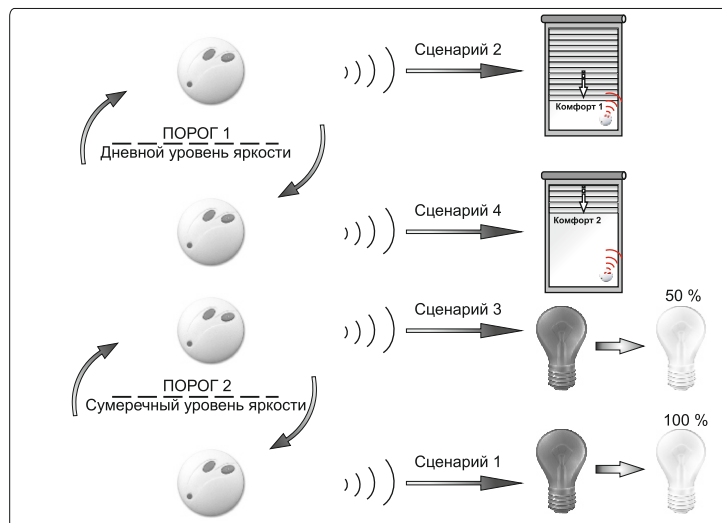 Сценарий 2
Комфорт 1
ПОРОГ 1
Дневной уровень яркости
Сценарий 4
Комфорт 2
Сценарий 3
50 %
ПОРОГ 2
Сумеречный уровень яркости
Сценарий 1
100 %